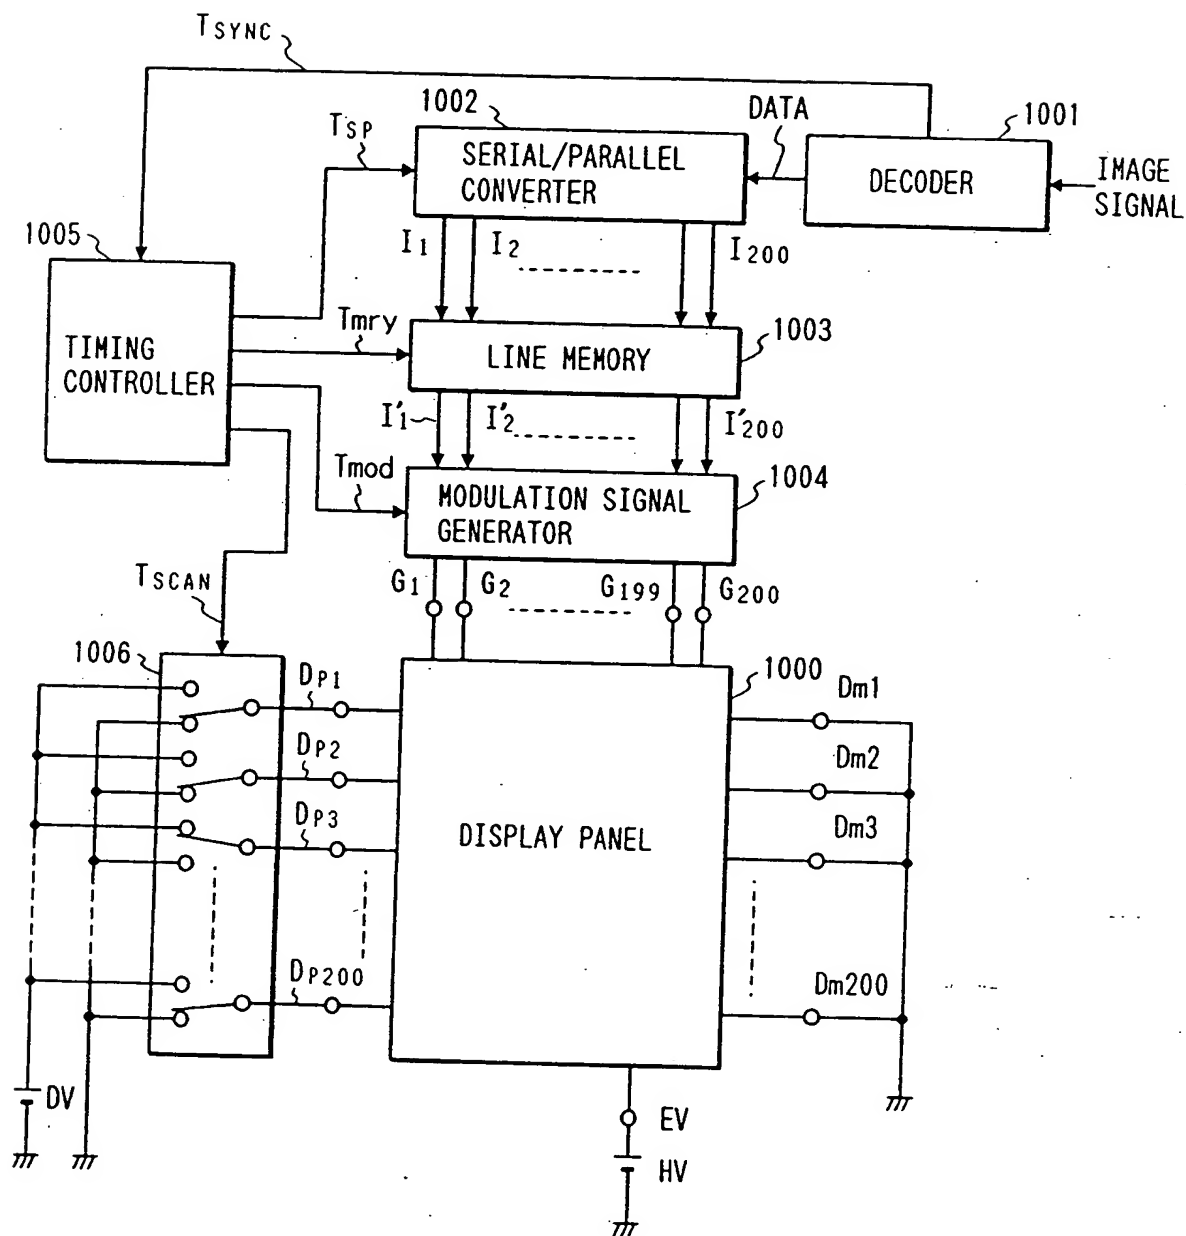 TSYNC
1002
DATA
1001
TSP
SERIAL/PARALLEL
CONVERTER
DECODER
IMAGE
SIGNAL
1005
I1
I2
I200
TIMING
CONTROLLER
Tmry
LINE MEMORY
1003
I'1
I'2
I'200
Tmod
MODULATION SIGNAL
GENERATOR
1004
TSCAN
G1
G2
G199
G200
1006
1000
DP1
Dm1
DP2
Dm2
DP3
Dm3
DISPLAY PANEL
DP200
Dm200
DV
EV
HV